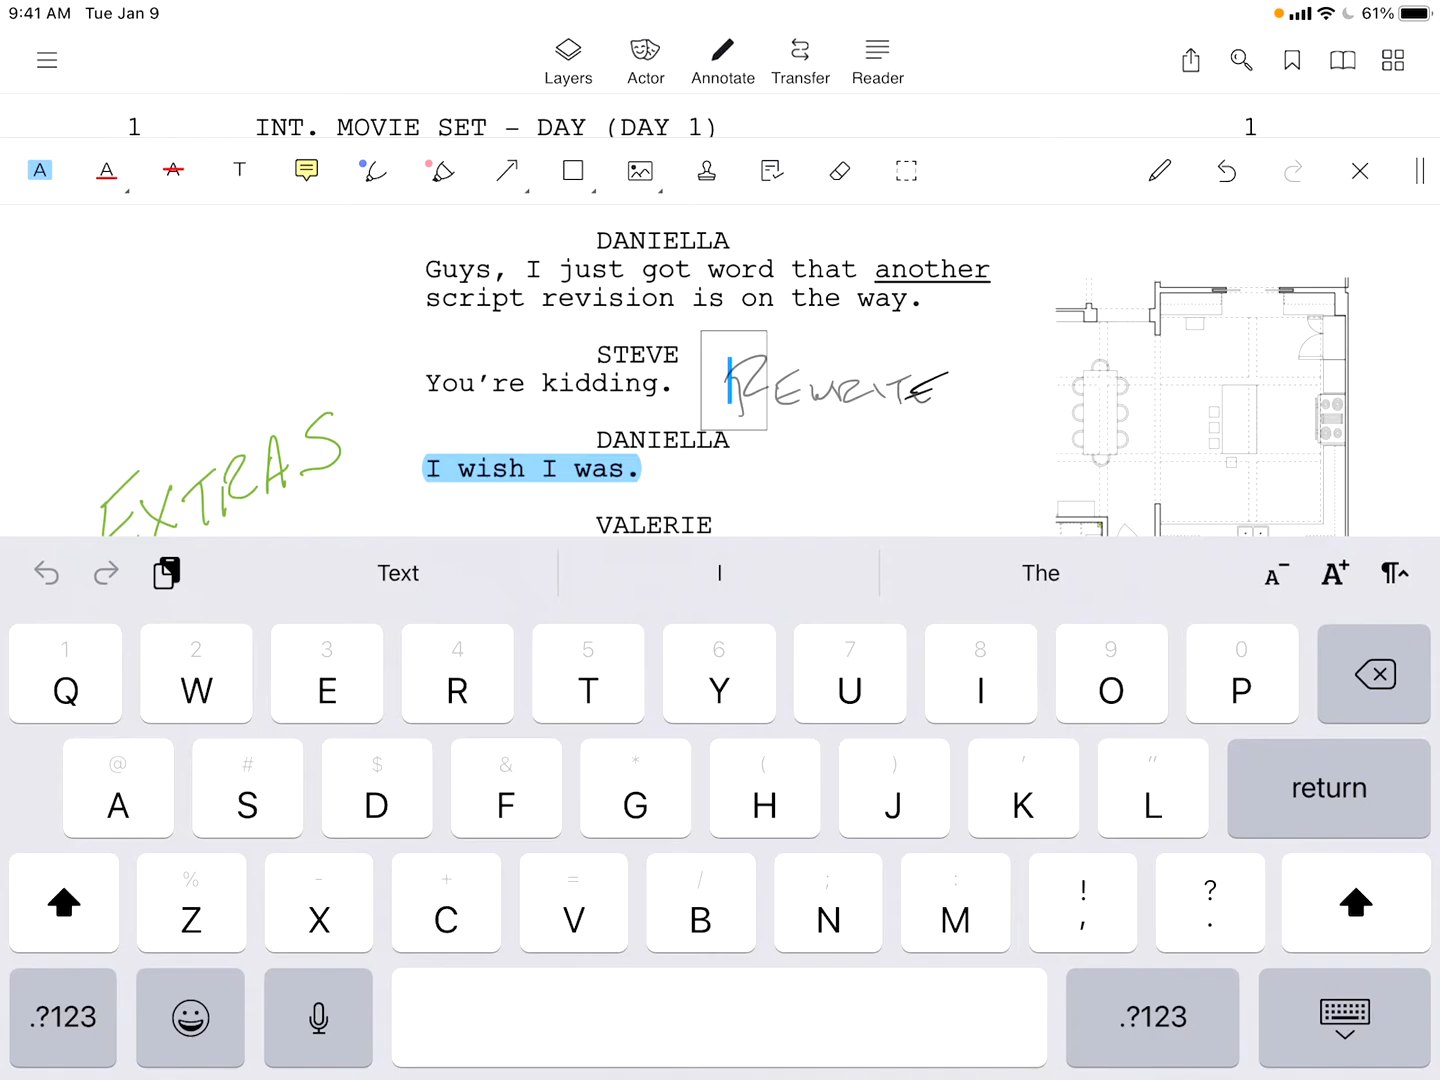 9:41 AM Tue Jan 9
61%
Layers Actor Annotate Transfer Reader
1 INT. MOVIE SET – DAY (DAY 1) 1
A A A T
DANIELLA
Guys, I just got word that another
script revision is on the way.
STEVE
You're kidding.
REWRITE
DANIELLA
I wish I was.
EXTRAS
VALERIE
Text I The A⁻ A⁺
1 2 3 4 5 6 7 8 9 0
Q W E R T Y U I O P
@ # $ & * ( ) ' "
A S D F G H J K L return
% - + = / ; : ! ?
Z X C V B N M , .
.?123 .?123